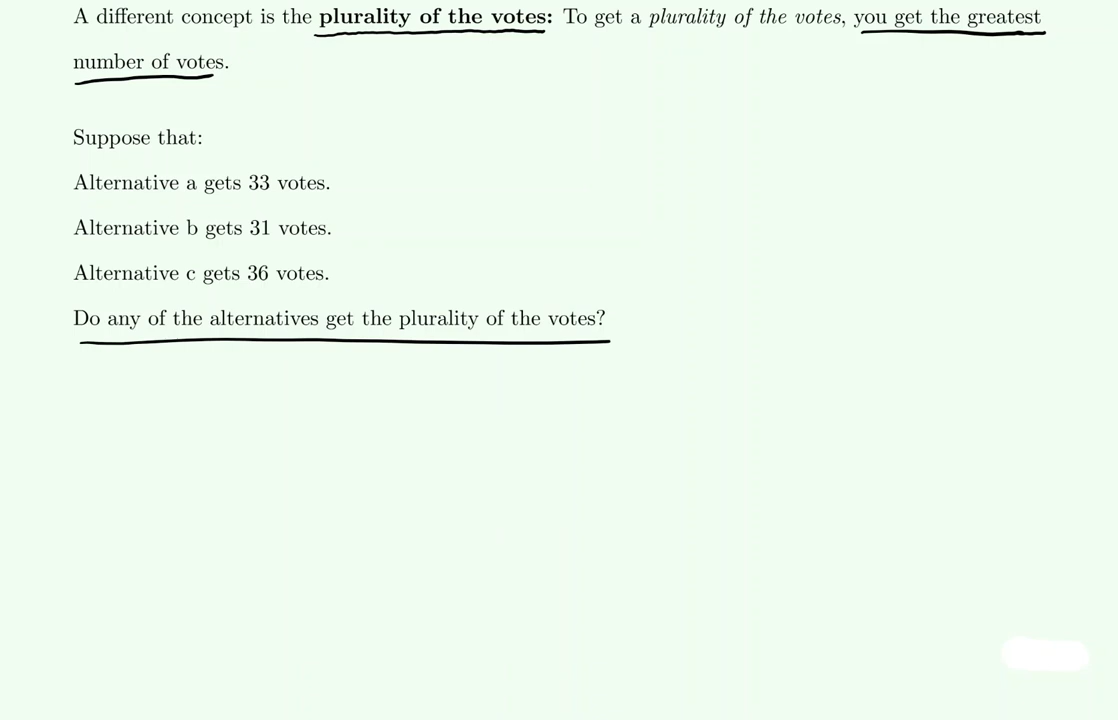 A different concept is the plurality of the votes: To get a plurality of the votes, you get the greatest
number of votes.
Suppose that:
Alternative a gets 33 votes.
Alternative b gets 31 votes.
Alternative c gets 36 votes.
Do any of the alternatives get the plurality of the votes?